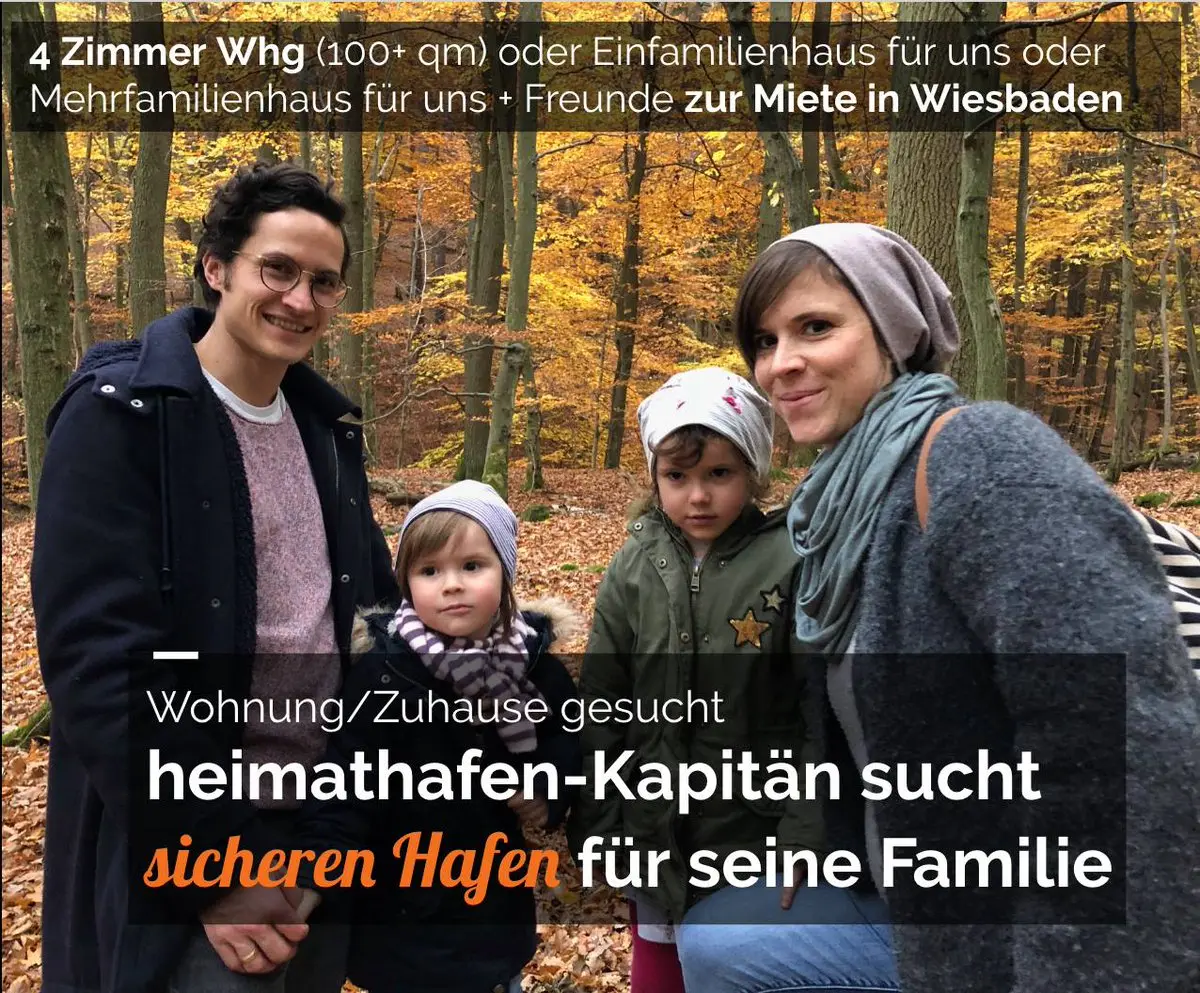 4 Zimmer Whg (100+ qm) oder Einfamilienhaus für uns oder
Mehrfamilienhaus für uns + Freunde zur Miete in Wiesbaden
Wohnung/Zuhause gesucht
heimathafen-Kapitän sucht
sicheren Hafen für seine Familie